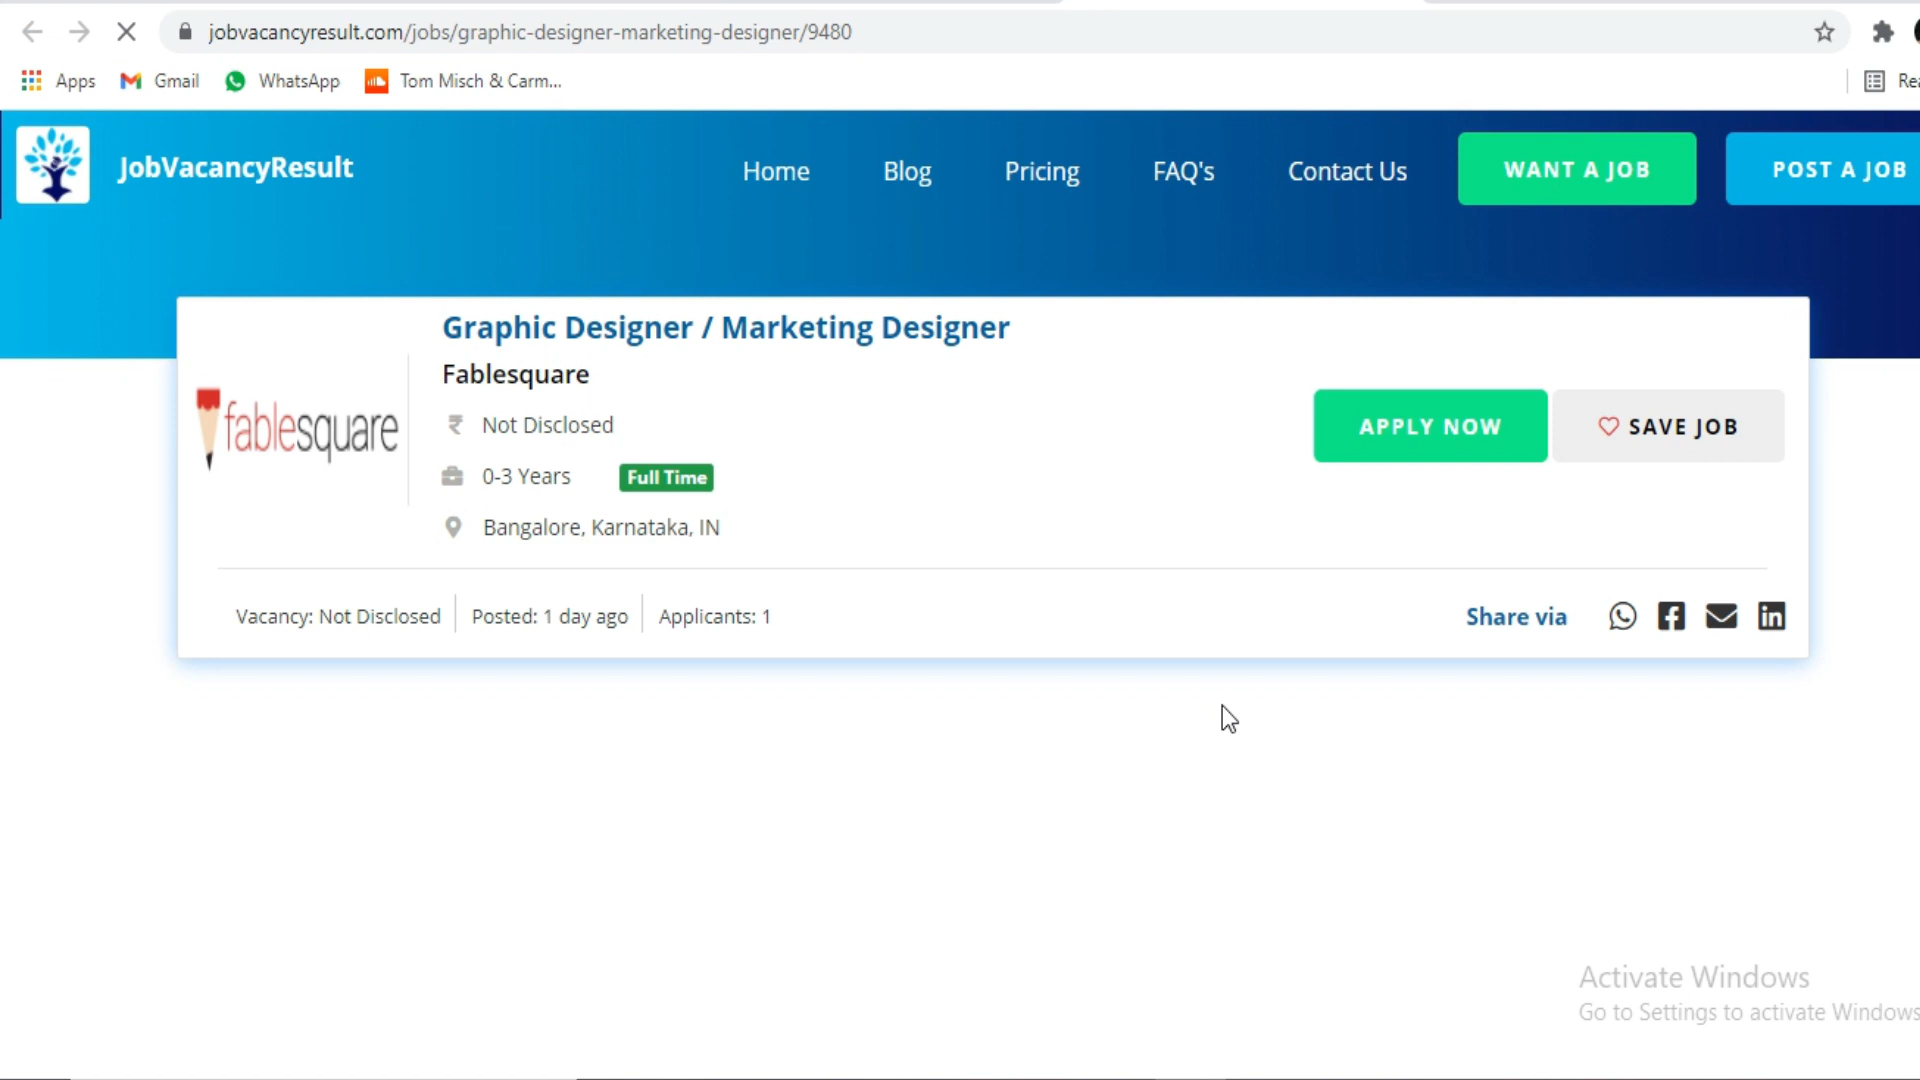 jobvacancyresult.com/jobs/graphic-designer-marketing-designer/9480
Apps Gmail WhatsApp Tom Misch & Carm... Rea
JobVacancyResult Home Blog Pricing FAQ's Contact Us WANT A JOB POST A JOB
Graphic Designer / Marketing Designer
Fablesquare
fablesquare
₹ Not Disclosed
APPLY NOW SAVE JOB
0-3 Years Full Time
Bangalore, Karnataka, IN
Vacancy: Not Disclosed Posted: 1 day ago Applicants: 1 Share via
Activate Windows
Go to Settings to activate Windows